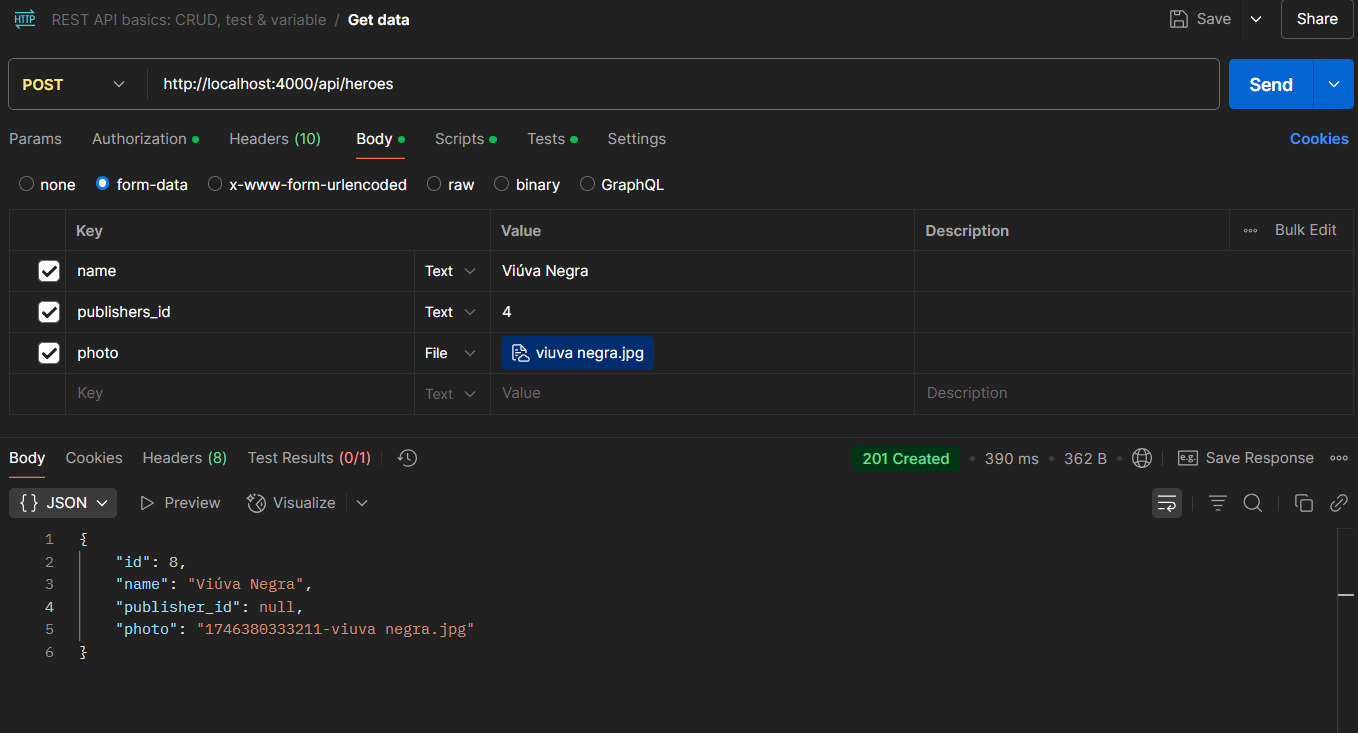 HTTP REST API basics: CRUD, test & variable / Get data Save Share
POST http://localhost:4000/api/heroes Send
Params Authorization Headers (10) Body Scripts Tests Settings Cookies
none form-data x-www-form-urlencoded raw binary GraphQL
Key Value Description Bulk Edit
name Text Viúva Negra
publishers_id Text 4
photo File viuva negra.jpg
Key Text Value Description
Body Cookies Headers (8) Test Results (0/1) 201 Created 390 ms 362 B e.g. Save Response
{} JSON Preview Visualize
1 {
2 "id": 8,
3 "name": "Viúva Negra",
4 "publisher_id": null,
5 "photo": "1746380333211-viuva negra.jpg"
6 }